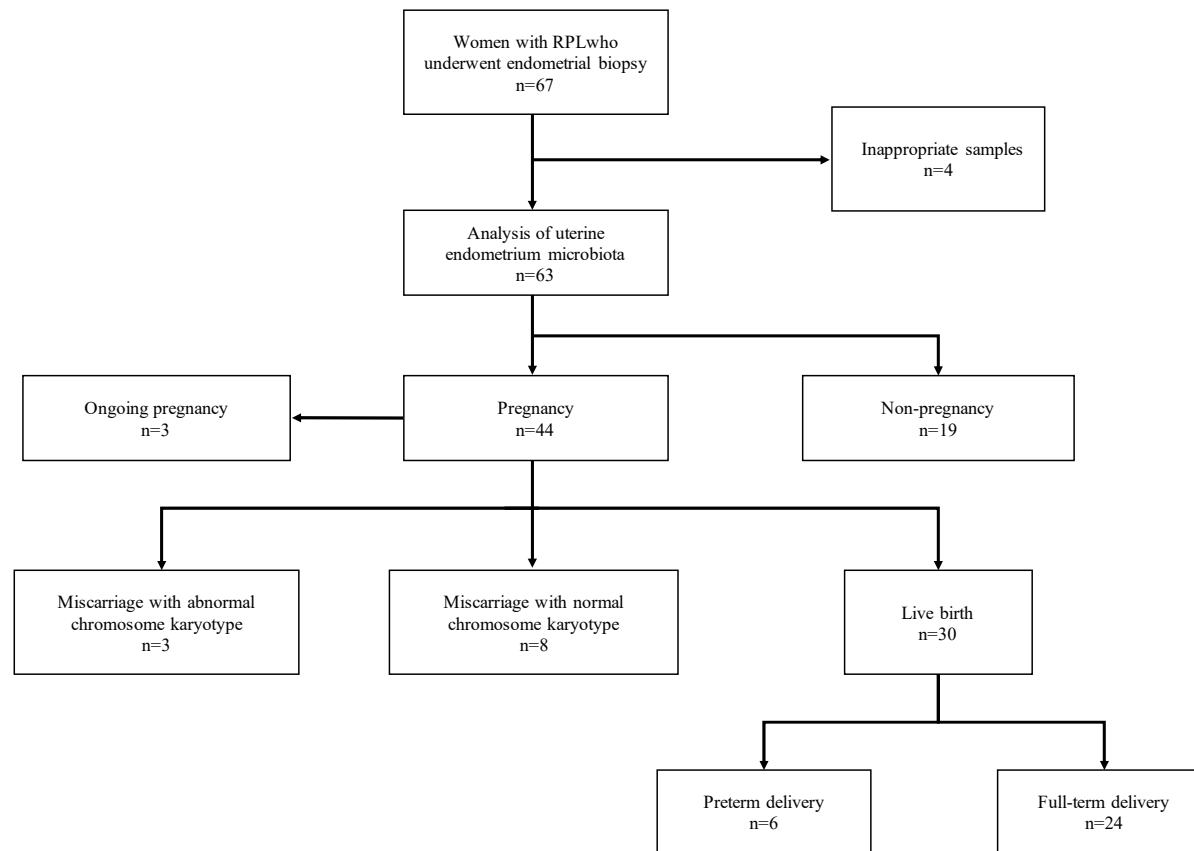 Women with RPLwho
underwent endometrial biopsy
n=67
Inappropriate samples
n=4
Analysis of uterine
endometrium microbiota
n=63
Ongoing pregnancy
n=3
Pregnancy
n=44
Non-pregnancy
n=19
Miscarriage with abnormal
chromosome karyotype
n=3
Miscarriage with normal
chromosome karyotype
n=8
Live birth
n=30
Preterm delivery
n=6
Full-term delivery
n=24